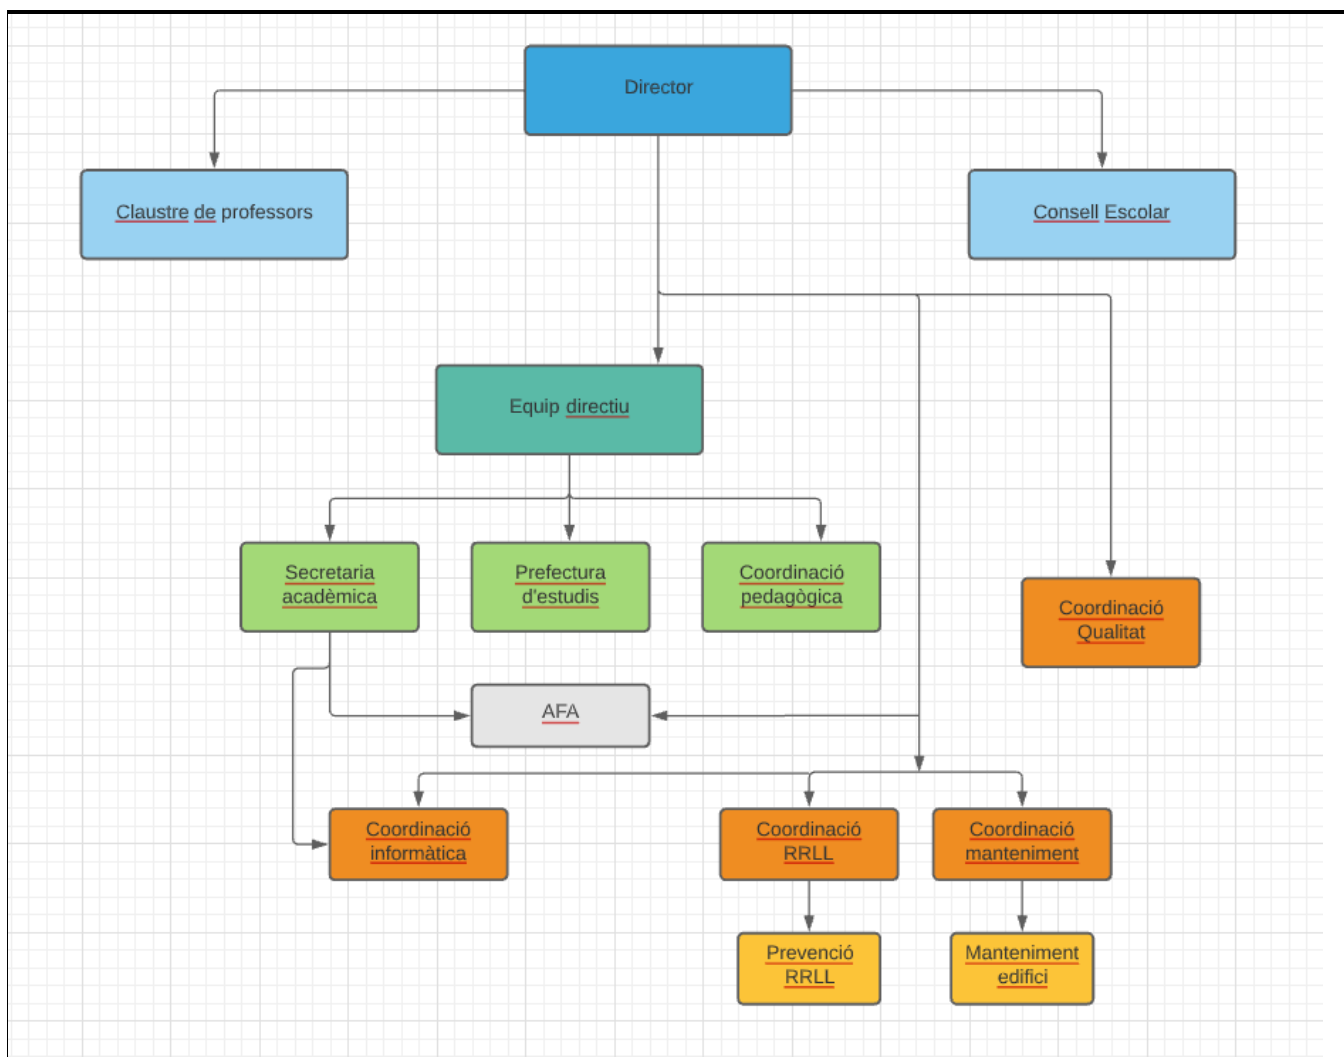 Director
Claustre de professors
Consell Escolar
Equip directiu
Secretaria
acadèmica
Prefectura
d'estudis
Coordinació
pedagògica
Coordinació
Qualitat
AFA
Coordinació
informàtica
Coordinació
RRLL
Coordinació
manteniment
Prevenció
RRLL
Manteniment
edifici